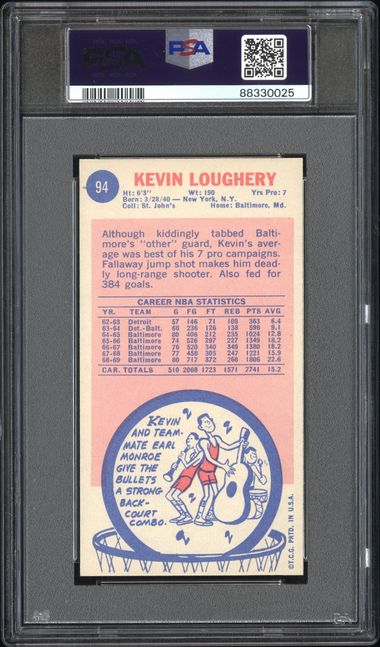 PSA
PSA
88330025
94
KEVIN LOUGHERY
Ht: 6'3" Wt: 190 Yrs Pro: 7
Born: 3/28/40 — New York, N.Y.
Coll: St. John's Home: Baltimore, Md.
Although kiddingly tabbed Balti-
more's "other" guard, Kevin's aver-
age was best of his 7 pro campaigns.
Fallaway jump shot makes him dead-
ly long-range shooter. Also fed for
384 goals.
CAREER NBA STATISTICS
YR. TEAM G FG FT REB PTS AVG
62-63 Detroit 57 146 71 109 363 6.4
63-64 Det.-Balt. 66 236 126 138 598 9.1
64-65 Baltimore 80 406 212 235 1024 12.8
65-66 Baltimore 74 526 297 227 1349 18.2
66-67 Baltimore 76 520 340 349 1380 18.2
67-68 Baltimore 77 458 305 247 1221 15.9
68-69 Baltimore 80 717 372 266 1806 22.6
CAR. TOTALS 510 2068 1723 1571 7741 15.2
KEVIN
AND TEAM-
MATE EARL
MONROE
GIVE THE
BULLETS
A STRONG
BACK-
COURT
COMBO.
©T.C.G. PRTD. IN U.S.A.